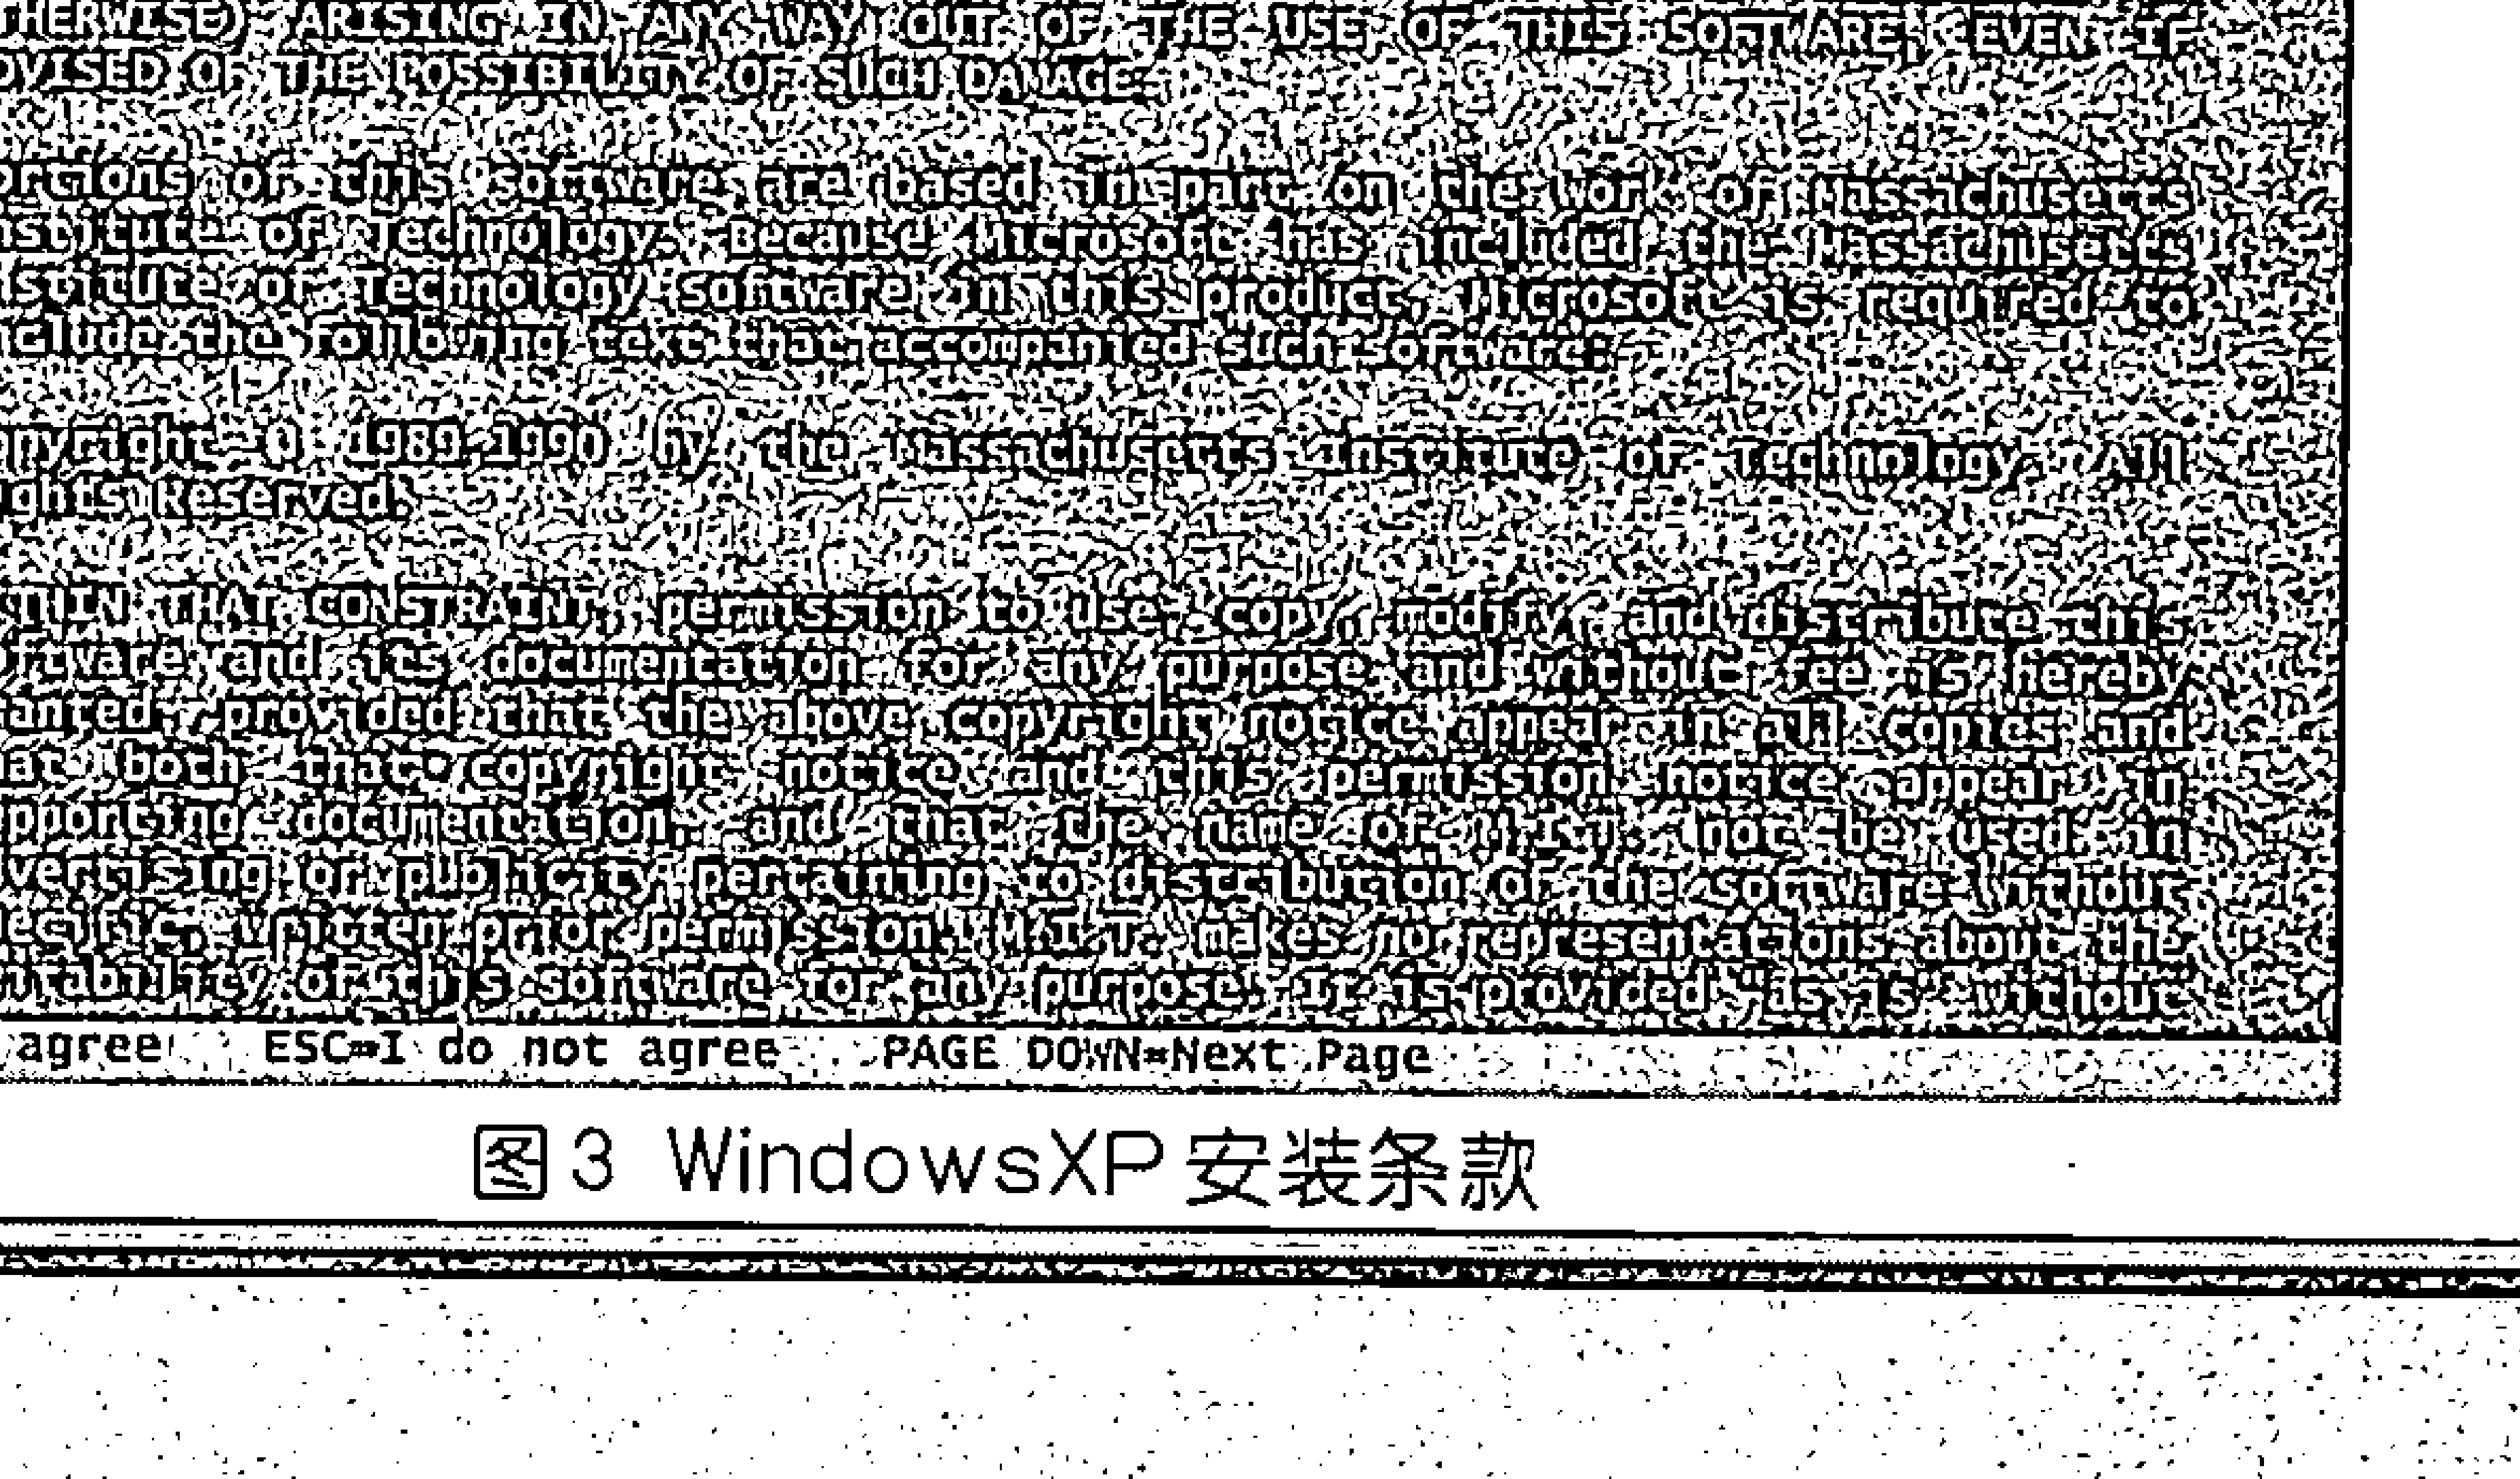 THERWISE) ARISING IN ANY WAY OUT OF THE USE OF THIS SOFTWARE, EVEN IF
DVISED OF THE POSSIBILITY OF SUCH DAMAGE.
ortions of this software are based in part on the work of Massachusetts
nstitute of Technology. Because Microsoft has included the Massachusetts
nstitute of Technology software in this product, Microsoft is required to
nclude the following text that accompanied such software:
opyright 1989,1990 by the Massachusetts Institute of Technology. All
ights Reserved.
THIN THAT CONSTRAINT, permission to use, copy, modify, and distribute this
ftware and its documentation for any purpose and without fee is hereby
anted, provided that the above copyright notice appear in all copies and
at both that copyright notice and this permission notice appear in
pporting documentation, and that the name of M.I.T. not be used in
vertising or publicity pertaining to distribution of the software without
ecific, written prior permission. M.I.T. makes no representations about the
itability of this software for any purpose. It is provided "as is" without
agree ESC=I do not agree PAGE DOWN=Next Page
图3 WindowsXP安装条款